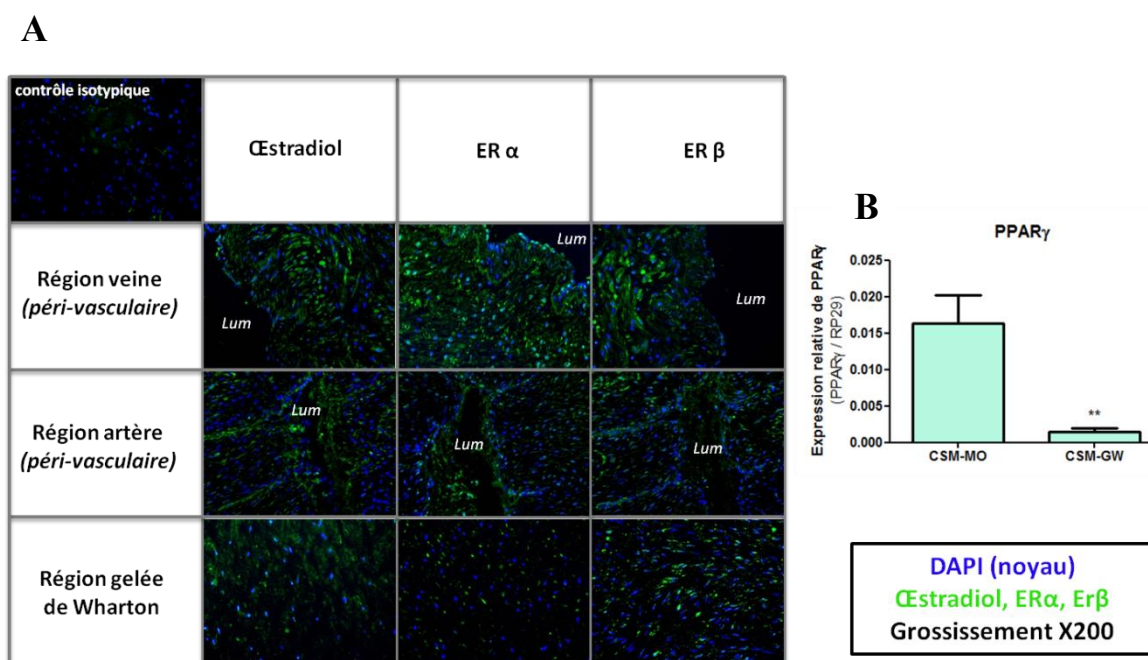 A
contrôle isotypique
Œstradiol
ER α
ER β
Région veine
(péri-vasculaire)
Lum
Lum
Lum
Région artère
(péri-vasculaire)
Lum
Lum
Lum
Région gelée
de Wharton
B
PPARγ
Expression relative de PPARγ
(PPARγ / RP29)
0.025
0.020
0.015
0.010
0.005
0.000
**
CSM-MO
CSM-GW
DAPI (noyau)
Œstradiol, ERα, Erβ
Grossissement X200